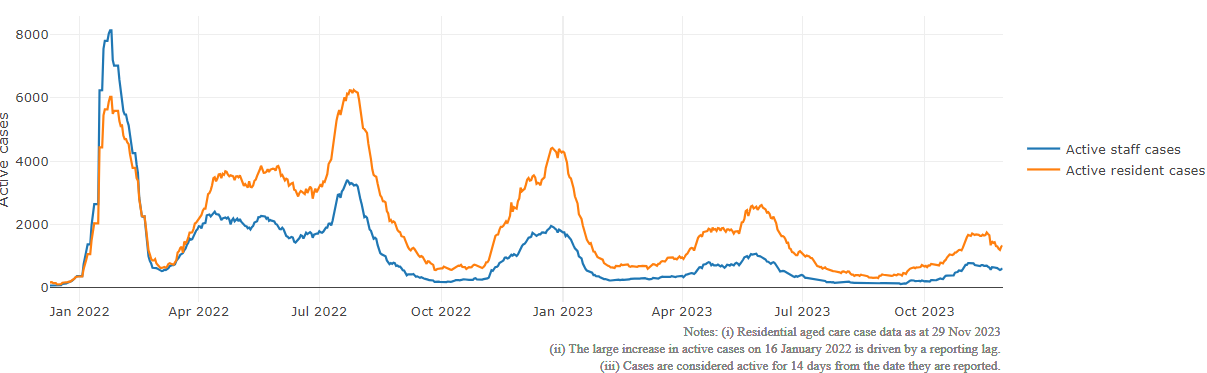 Active cases
8000
6000
4000
2000
0
Jan 2022
Apr 2022
Jul 2022
Oct 2022
Jan 2023
Apr 2023
Jul 2023
Oct 2023
Active staff cases
Active resident cases
Notes: (i) Residential aged care case data as at 29 Nov 2023
(ii) The large increase in active cases on 16 January 2022 is driven by a reporting lag.
(iii) Cases are considered active for 14 days from the date they are reported.